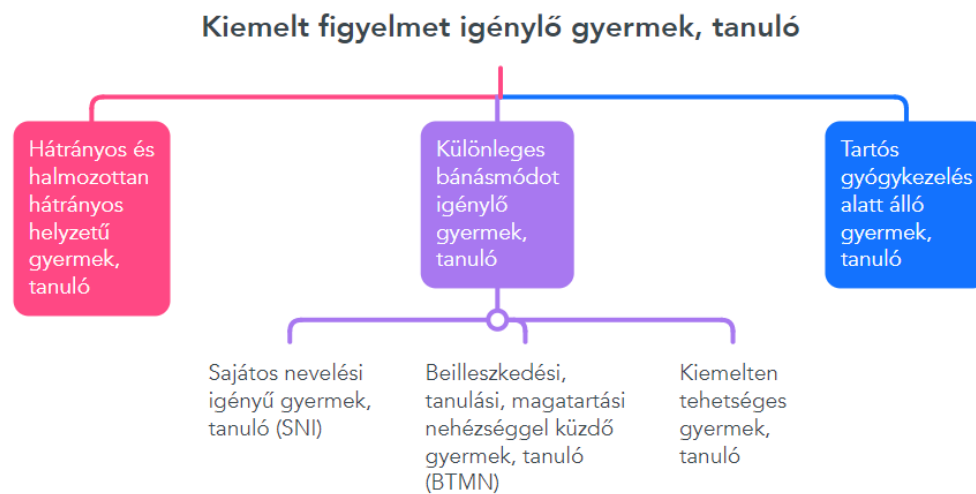 Kiemelt figyelmet igénylő gyermek, tanuló
Hátrányos és
halmozottan
hátrányos
helyzetű
gyermek,
tanuló
Különleges
bánásmódot
igénylő
gyermek,
tanuló
Tartós
gyógykezelés
alatt álló
gyermek,
tanuló
Sajátos nevelési
igényű gyermek,
tanuló (SNI)
Beilleszkedési,
tanulási, magatartási
nehézséggel küzdő
gyermek, tanuló
(BTMN)
Kiemelten
tehetséges
gyermek,
tanuló